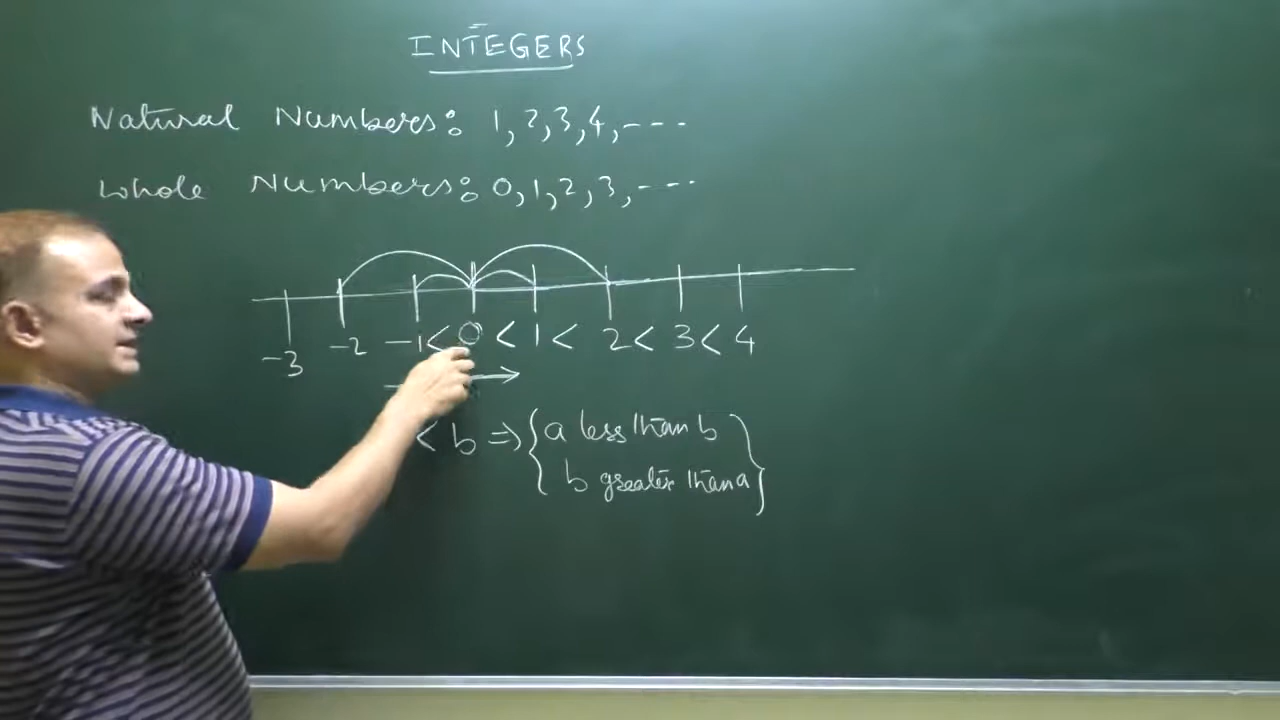 INTEGERS
Natural Numbers: 1, 2, 3, 4, ---
Whole Numbers: 0, 1, 2, 3, ---
-3 -2 -1 < 0 < 1 < 2 < 3 < 4
< b ⇒ { a less than b
b greater than a }